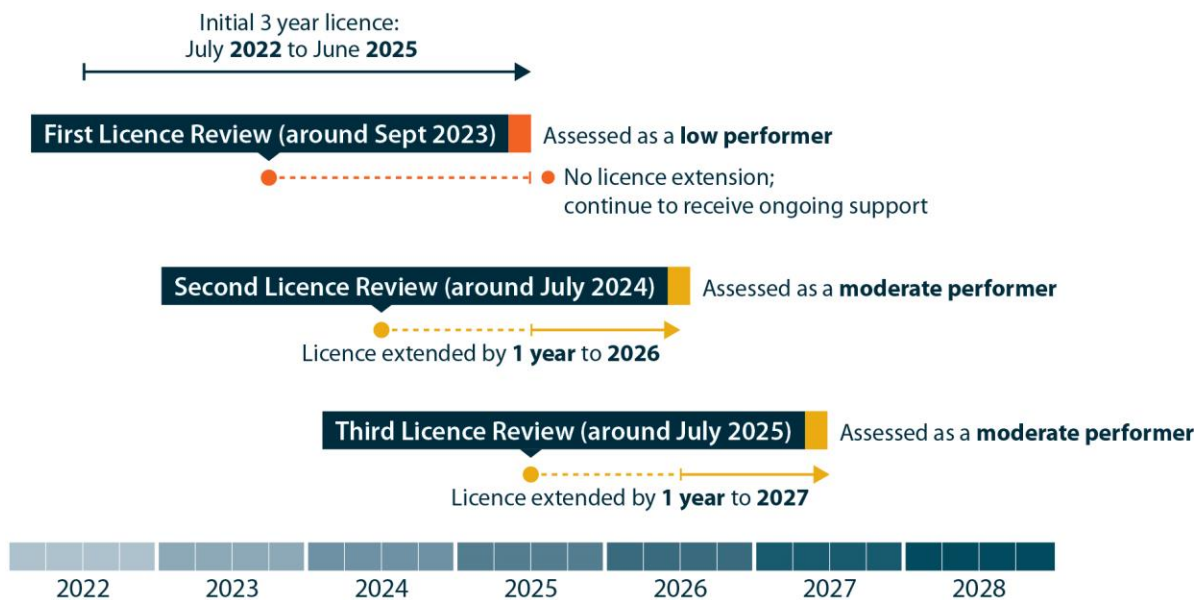 Initial 3 year licence:
July 2022 to June 2025
First Licence Review (around Sept 2023)
Assessed as a low performer
No licence extension;
continue to receive ongoing support
Second Licence Review (around July 2024)
Assessed as a moderate performer
Licence extended by 1 year to 2026
Third Licence Review (around July 2025)
Assessed as a moderate performer
Licence extended by 1 year to 2027
2022 2023 2024 2025 2026 2027 2028